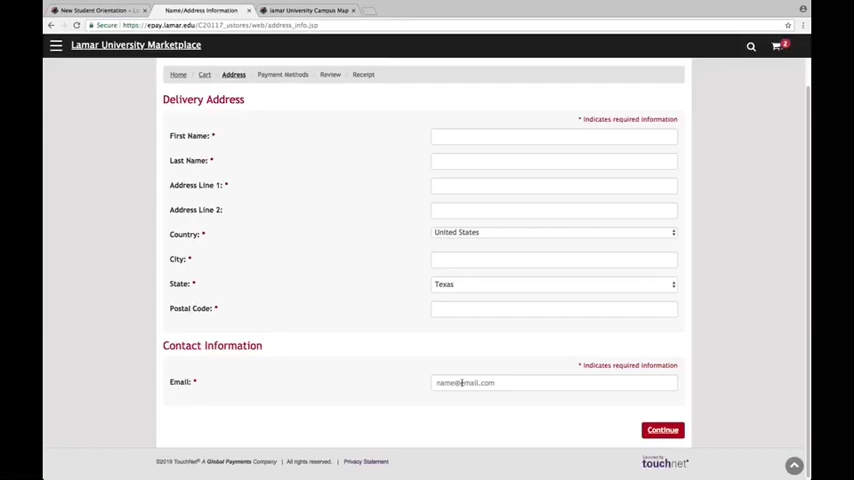 New Student Orientation - L
Name/Address Information
lamar University Campus Map
Secure https://epay.lamar.edu/C20117_ustores/web/address_info.jsp
Lamar University Marketplace
2
Home / Cart / Address / Payment Methods / Review / Receipt
Delivery Address
* Indicates required information
First Name: *
Last Name: *
Address Line 1: *
Address Line 2:
Country: * United States
City: *
State: * Texas
Postal Code: *
Contact Information
* Indicates required information
Email: * name@email.com
Continue
©2019 TouchNet® A Global Payments Company | All rights reserved. | Privacy Statement
Secured by
touchnet®